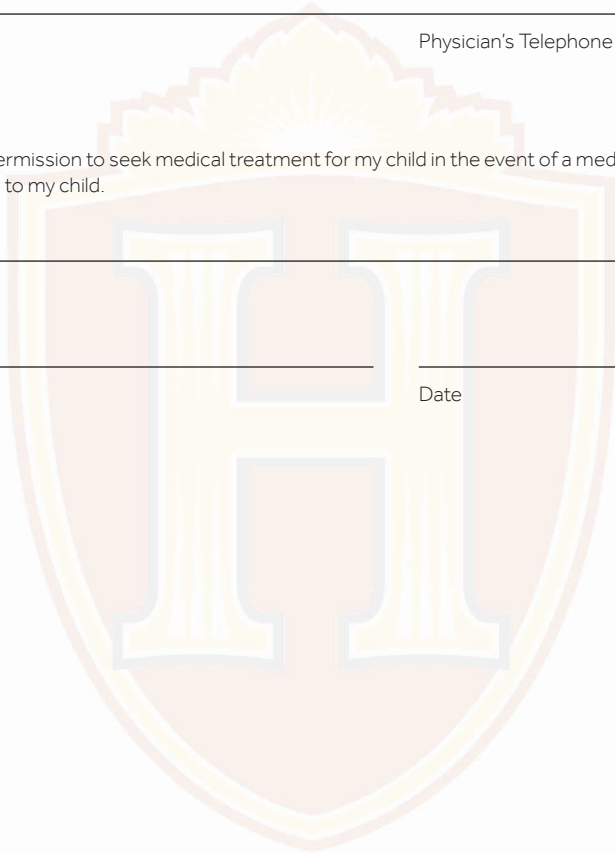 Physician's Telephone
ermission to seek medical treatment for my child in the event of a med
to my child.
Date
H